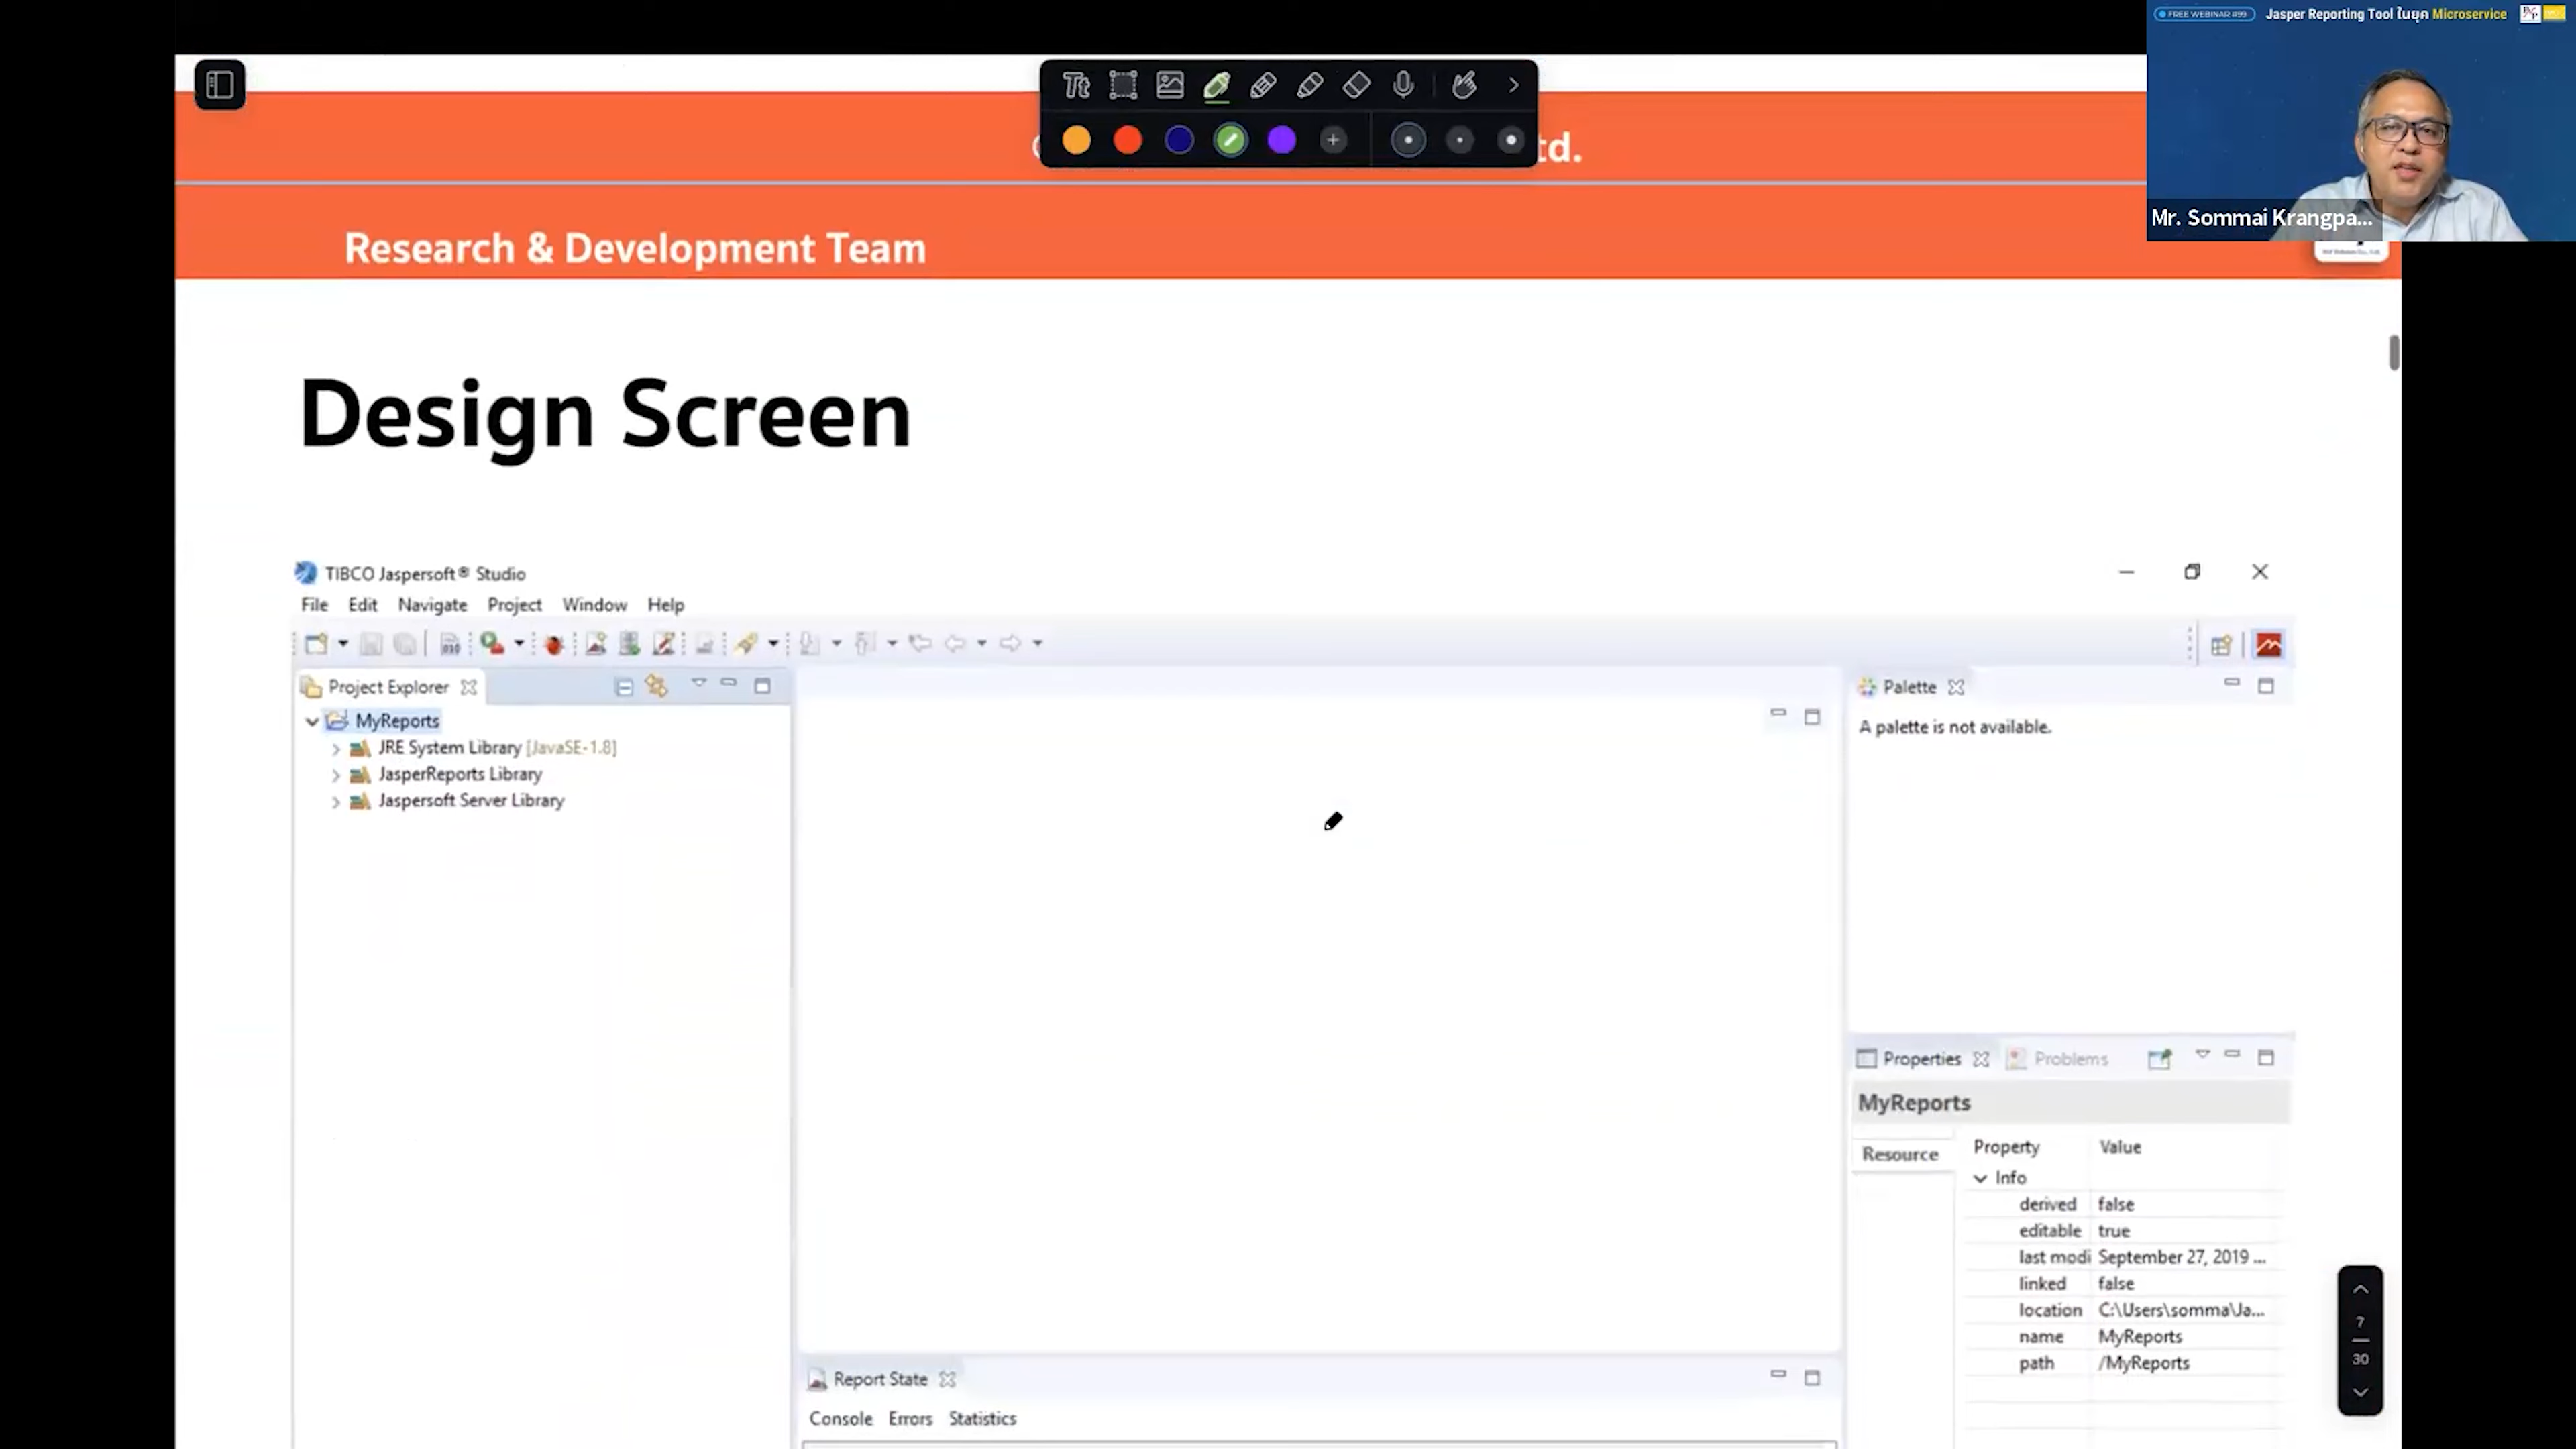 FREE WEBINAR #99 Jasper Reporting Tool ในยุค Microservice
td.
Mr. Sommai Krangpa...
Research & Development Team
Design Screen
TIBCO Jaspersoft® Studio
File Edit Navigate Project Window Help
Project Explorer
MyReports
JRE System Library [JavaSE-1.8]
JasperReports Library
Jaspersoft Server Library
Palette
A palette is not available.
Properties Problems
MyReports
Resource
Property Value
Info
derived false
editable true
last modi September 27, 2019 ...
linked false
location C:\Users\somma\Ja...
name MyReports
path /MyReports
Report State
Console Errors Statistics
7
30